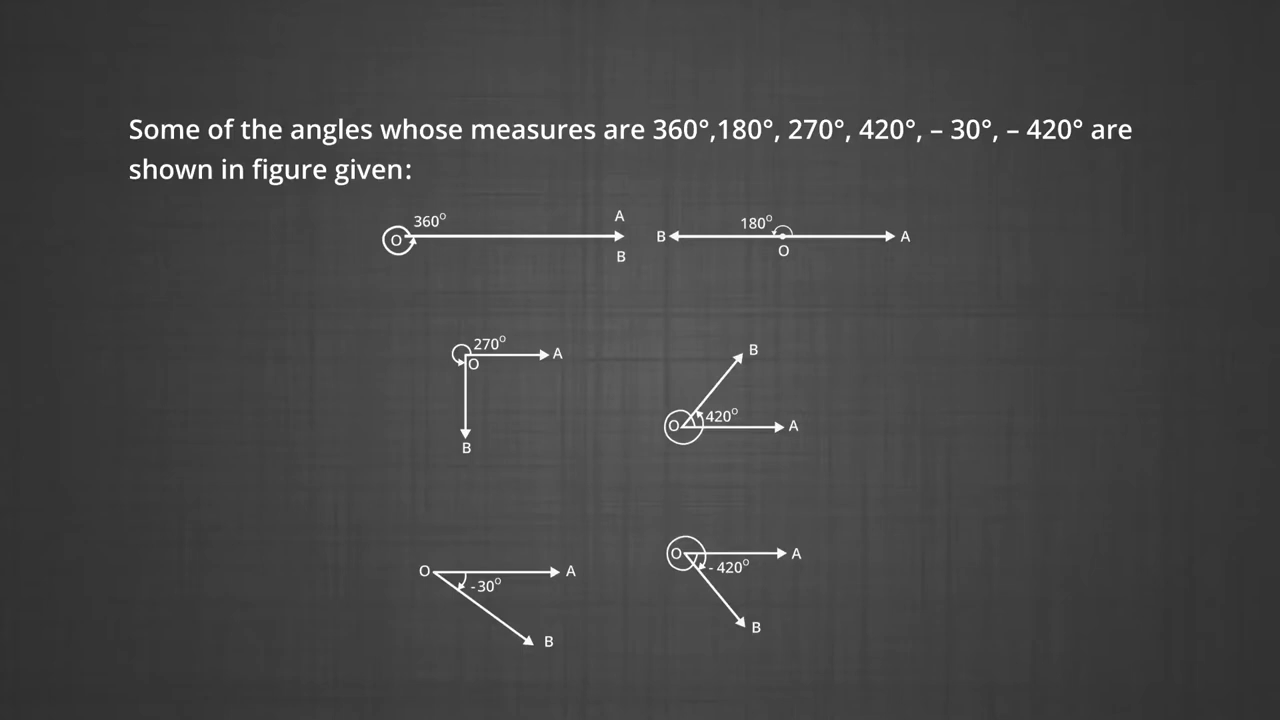 Some of the angles whose measures are 360°,180°, 270°, 420°, – 30°, – 420° are
shown in figure given:
360° A
O
B
180°
B A
O
270°
A
O
B
B
420°
O A
O A
-30°
B
O A
- 420°
B